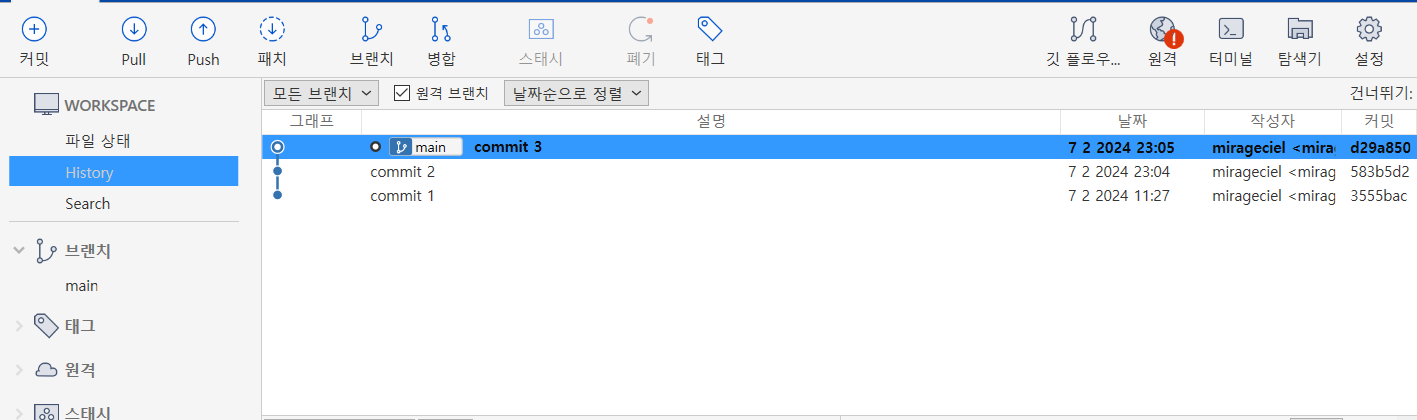 커밋 Pull Push 패치 브랜치 병합 스태시 폐기 태그 깃 플로우... 원격 터미널 탐색기 설정
WORKSPACE
파일 상태
History
Search
브랜치
main
태그
원격
스태시
모든 브랜치 원격 브랜치 날짜순으로 정렬 건너뛰기:
그래프 설명 날짜 작성자 커밋
main commit 3 7 2 2024 23:05 mirageciel <mirag d29a850
commit 2 7 2 2024 23:04 mirageciel <mirag 583b5d2
commit 1 7 2 2024 11:27 mirageciel <mirag 3555bac